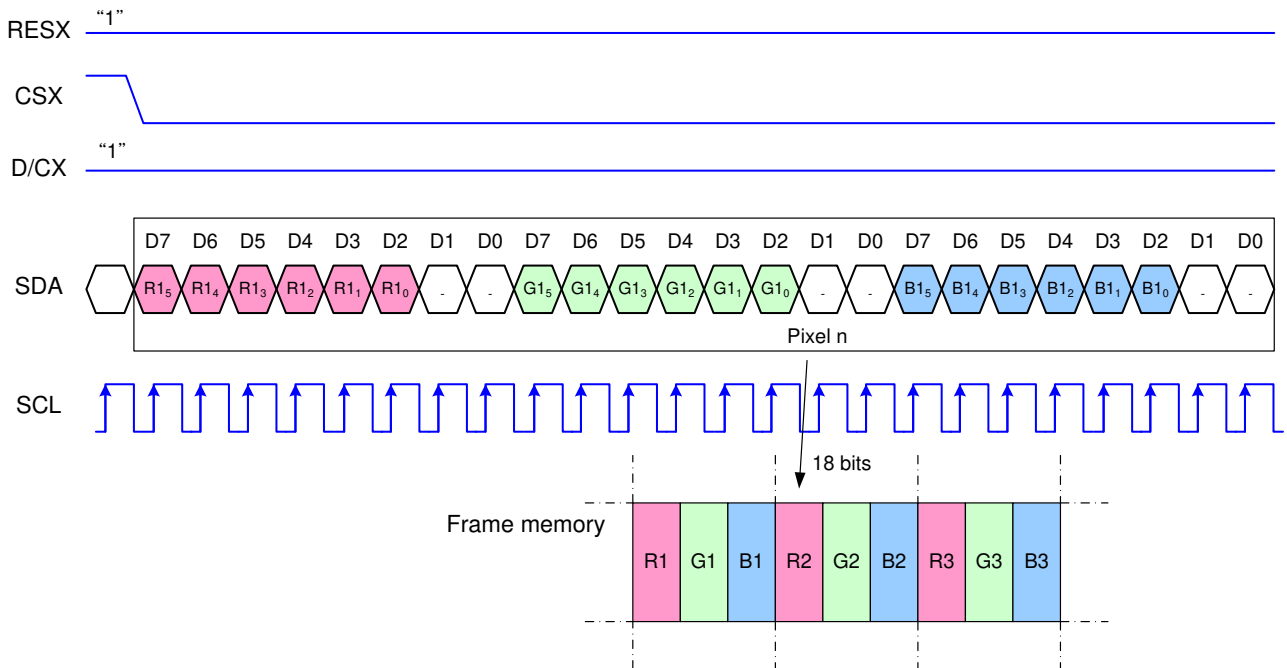 RESX “1”
CSX
D/CX “1”
D7 D6 D5 D4 D3 D2 D1 D0 D7 D6 D5 D4 D3 D2 D1 D0 D7 D6 D5 D4 D3 D2 D1 D0
SDA R1₅ R1₄ R1₃ R1₂ R1₁ R1₀ - - G1₅ G1₄ G1₃ G1₂ G1₁ G1₀ - - B1₅ B1₄ B1₃ B1₂ B1₁ B1₀ - -
Pixel n
SCL
18 bits
Frame memory
R1 G1 B1 R2 G2 B2 R3 G3 B3